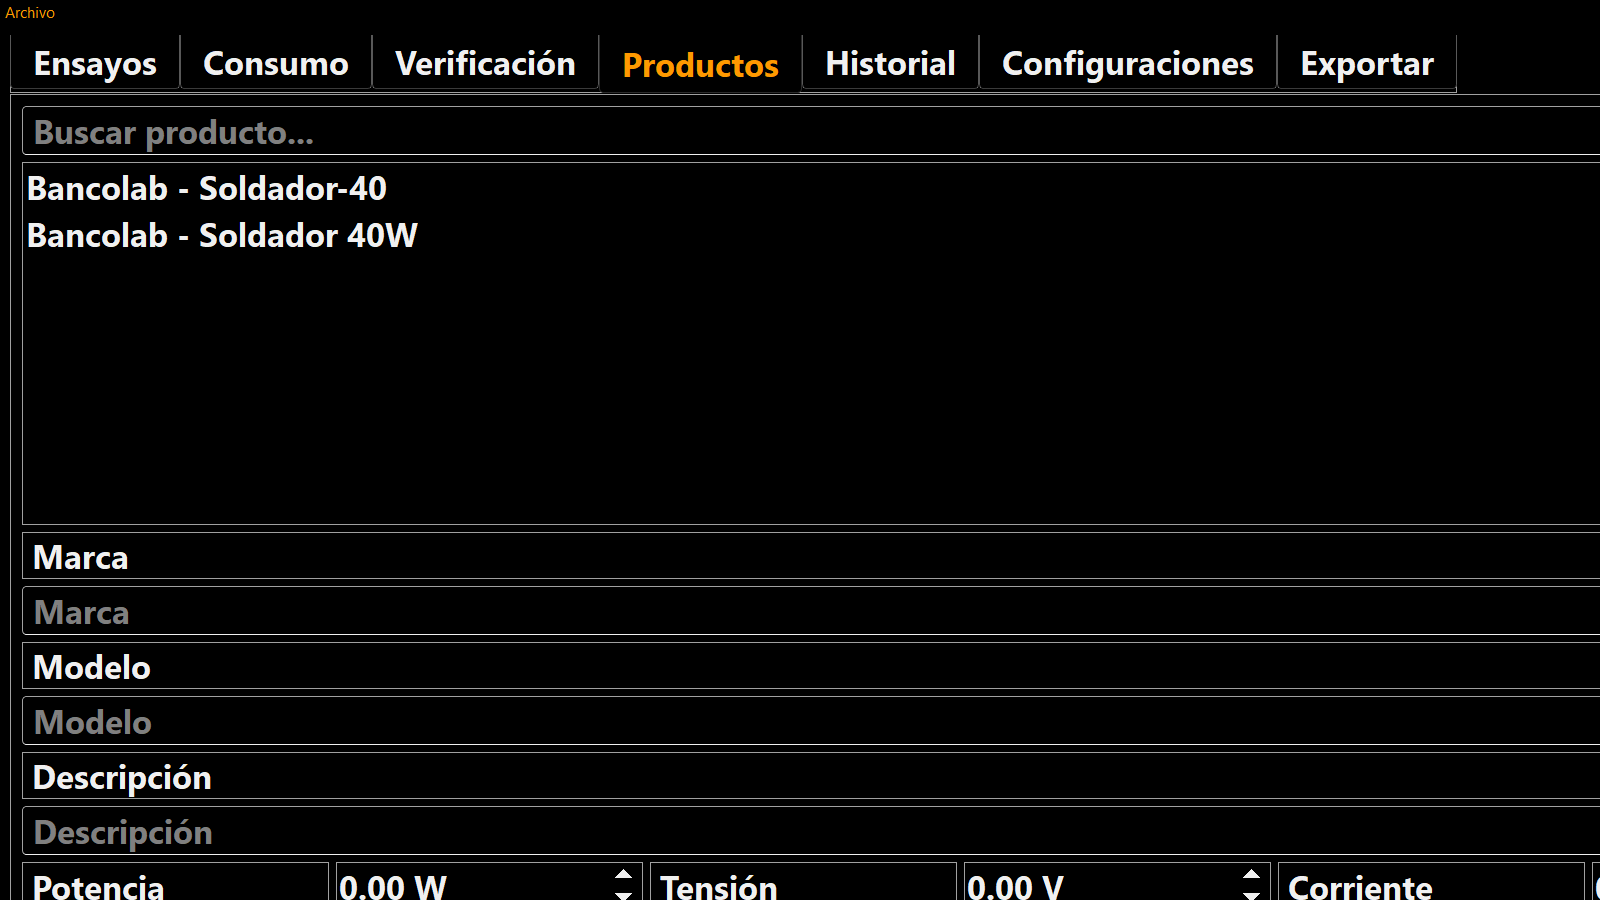 Archivo
Ensayos Consumo Verificación Productos Historial Configuraciones Exportar
Buscar producto...
Bancolab - Soldador-40
Bancolab - Soldador 40W
Marca
Marca
Modelo
Modelo
Descripción
Descripción
Potencia 0.00 W Tensión 0.00 V Corriente